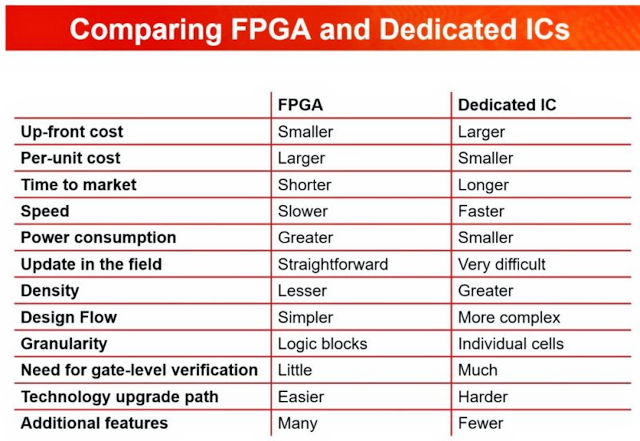 Comparing FPGA and Dedicated ICs
FPGA Dedicated IC
Up-front cost Smaller Larger
Per-unit cost Larger Smaller
Time to market Shorter Longer
Speed Slower Faster
Power consumption Greater Smaller
Update in the field Straightforward Very difficult
Density Lesser Greater
Design Flow Simpler More complex
Granularity Logic blocks Individual cells
Need for gate-level verification Little Much
Technology upgrade path Easier Harder
Additional features Many Fewer